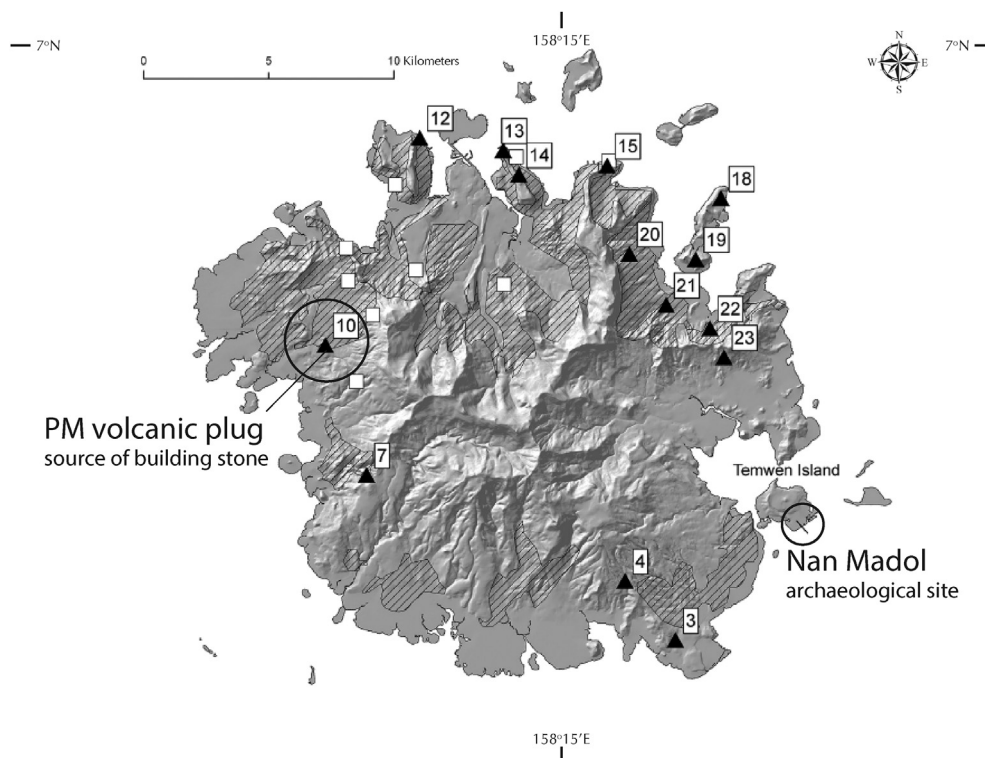 158°15'E
7°N
7°N
0 5 10 Kilometers
N
W E
S
12
13
14
15
18
19
20
21
22
23
10
PM volcanic plug
source of building stone
7
Temwen Island
Nan Madol
archaeological site
4
3
158°15'E